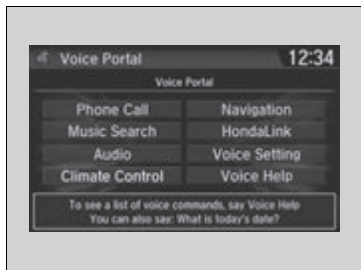 Voice Portal 12:34
Voice Portal
Phone Call Navigation
Music Search HondaLink
Audio Voice Setting
Climate Control Voice Help
To see a list of voice commands, say Voice Help
You can also say: What is today's date?